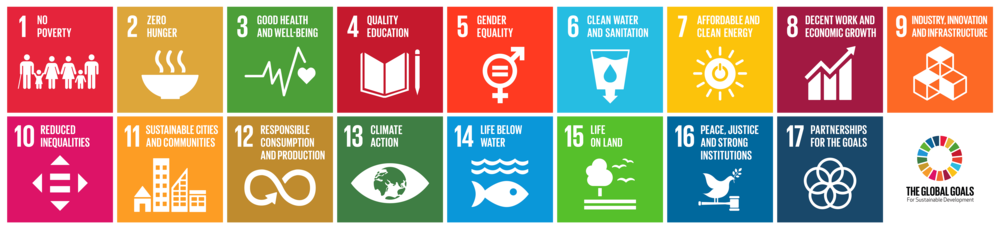 1 NO
POVERTY
2 ZERO
HUNGER
3 GOOD HEALTH
AND WELL-BEING
4 QUALITY
EDUCATION
5 GENDER
EQUALITY
6 CLEAN WATER
AND SANITATION
7 AFFORDABLE AND
CLEAN ENERGY
8 DECENT WORK AND
ECONOMIC GROWTH
9 INDUSTRY, INNOVATION
AND INFRASTRUCTURE
10 REDUCED
INEQUALITIES
11 SUSTAINABLE CITIES
AND COMMUNITIES
12 RESPONSIBLE
CONSUMPTION
AND PRODUCTION
13 CLIMATE
ACTION
14 LIFE BELOW
WATER
15 LIFE
ON LAND
16 PEACE, JUSTICE
AND STRONG
INSTITUTIONS
17 PARTNERSHIPS
FOR THE GOALS
THE GLOBAL GOALS
For Sustainable Development